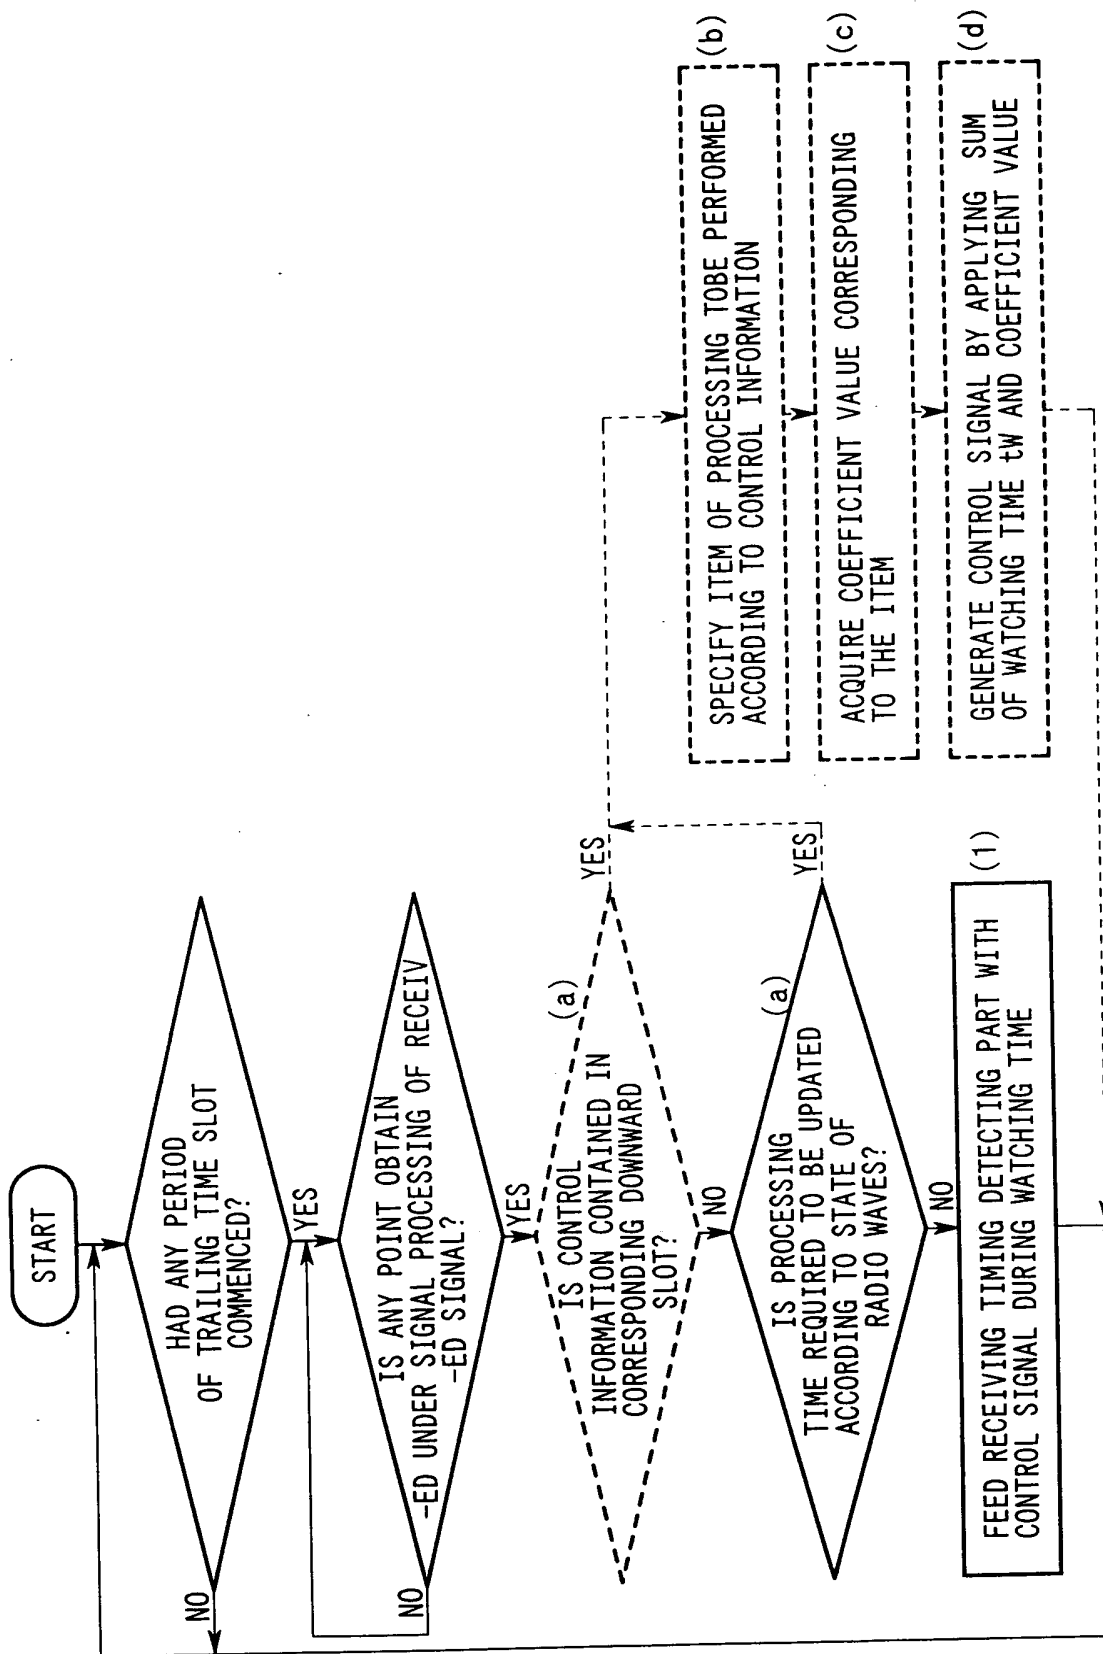 START
HAD ANY PERIOD
OF TRAILING TIME SLOT
COMMENCED?
NO
YES
IS ANY POINT OBTAIN
-ED UNDER SIGNAL PROCESSING OF RECEIV
-ED SIGNAL?
NO
YES
(a)
IS CONTROL
INFORMATION CONTAINED IN
CORRESPONDING DOWNWARD
SLOT?
YES
NO
(a)
IS PROCESSING
TIME REQUIRED TO BE UPDATED
ACCORDING TO STATE OF
RADIO WAVES?
YES
NO
(1)
FEED RECEIVING TIMING DETECTING PART WITH
CONTROL SIGNAL DURING WATCHING TIME
(b)
SPECIFY ITEM OF PROCESSING TOBE PERFORMED
ACCORDING TO CONTROL INFORMATION
(c)
ACQUIRE COEFFICIENT VALUE CORRESPONDING
TO THE ITEM
(d)
GENERATE CONTROL SIGNAL BY APPLYING SUM
OF WATCHING TIME tW AND COEFFICIENT VALUE